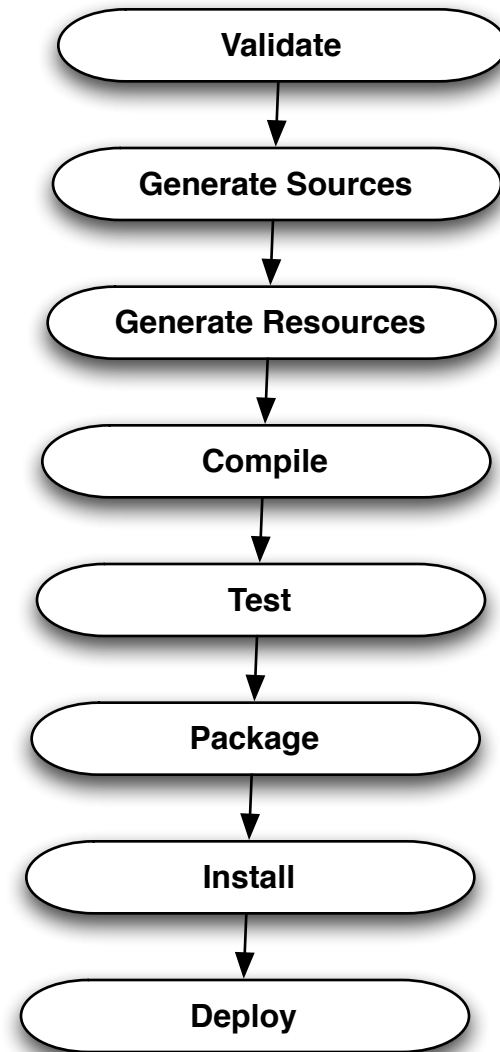 Validate
Generate Sources
Generate Resources
Compile
Test
Package
Install
Deploy